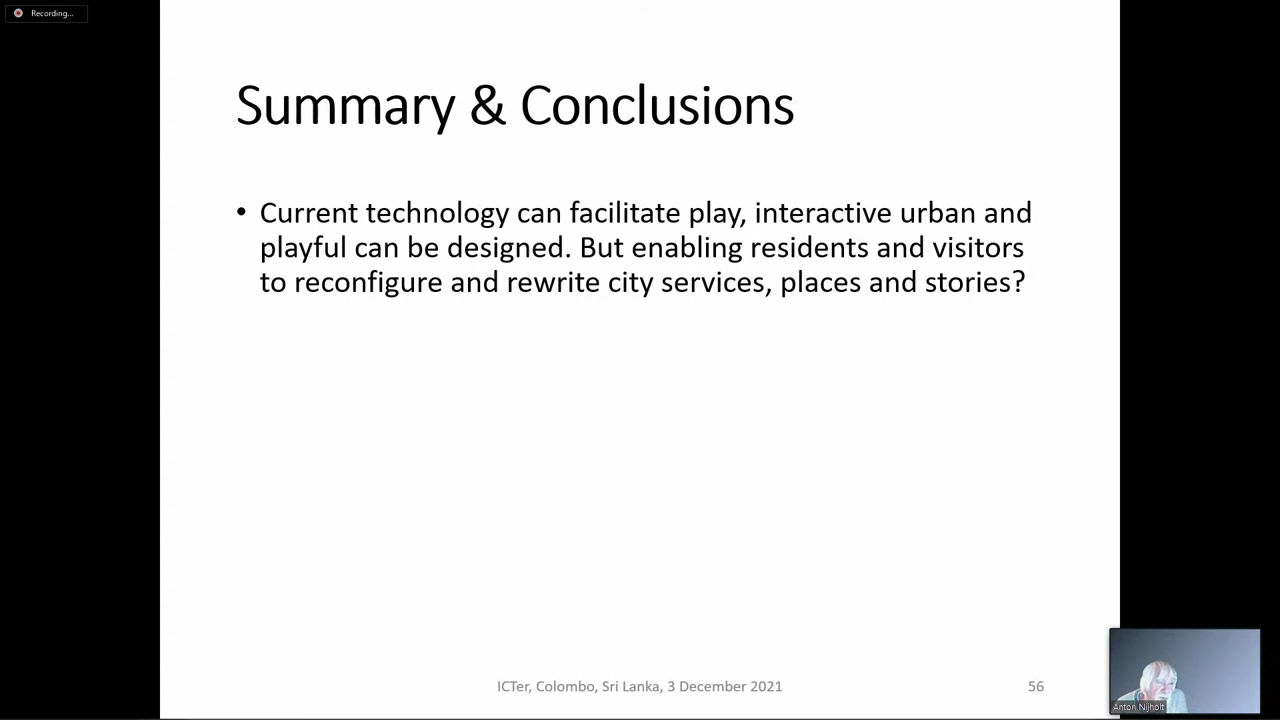 Recording...
Summary & Conclusions
• Current technology can facilitate play, interactive urban and
playful can be designed. But enabling residents and visitors
to reconfigure and rewrite city services, places and stories?
ICTer, Colombo, Sri Lanka, 3 December 2021
56
Anton Nijholt